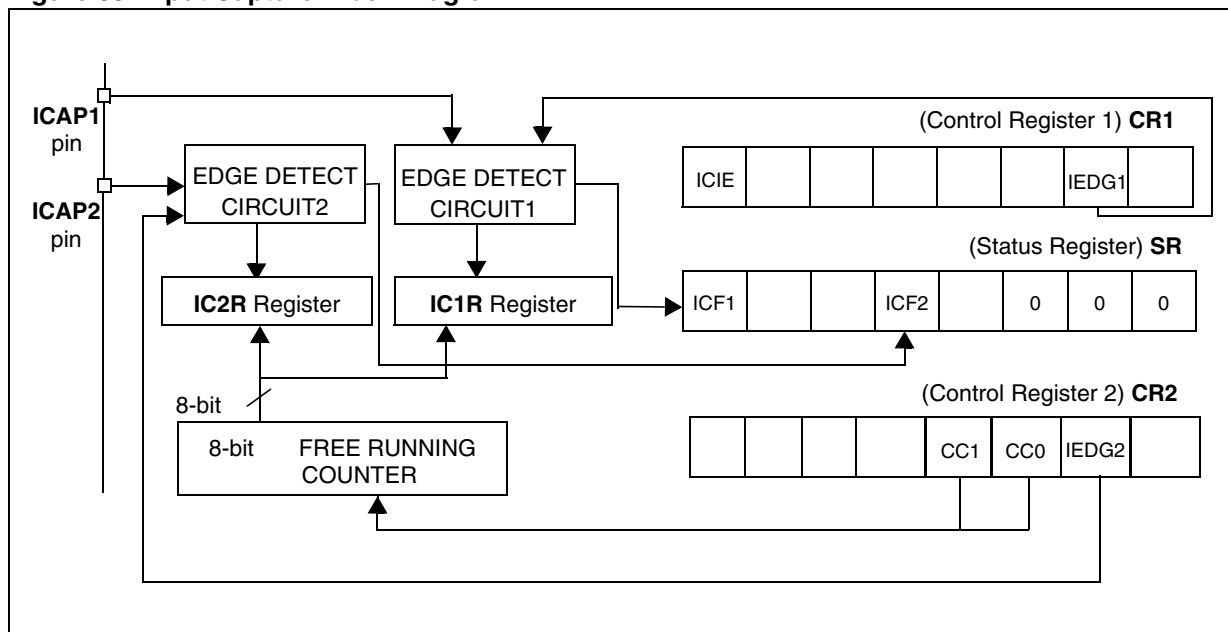 ICAP1
pin
ICAP2
pin
EDGE DETECT
CIRCUIT2
EDGE DETECT
CIRCUIT1
IC2R Register
IC1R Register
8-bit
8-bit FREE RUNNING
COUNTER
(Control Register 1) CR1
ICIE IEDG1
(Status Register) SR
ICF1 ICF2 0 0 0
(Control Register 2) CR2
CC1 CC0 IEDG2